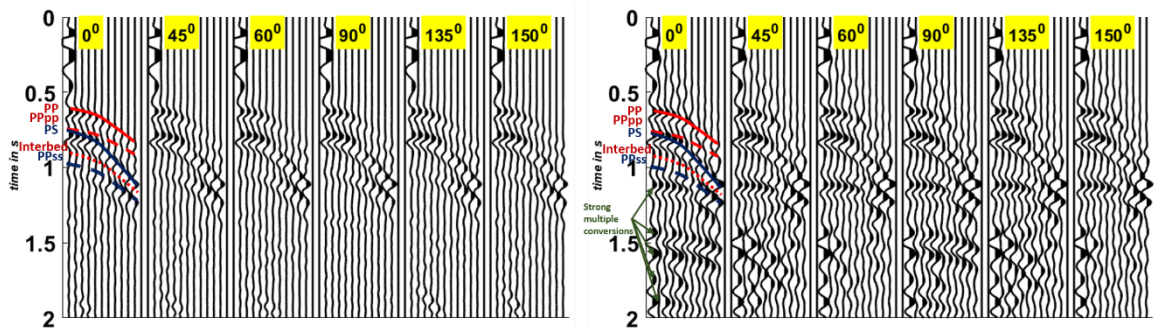 0
0⁰ 45⁰ 60⁰ 90⁰ 135⁰ 150⁰
0.5
PP
PPpp
PS
Interbed
PPss
1
time in s
1.5
2
0
0⁰ 45⁰ 60⁰ 90⁰ 135⁰ 150⁰
0.5
PP
PPpp
PS
Interbed
PPss
1
time in s
Strong
multiple
conversions
1.5
2